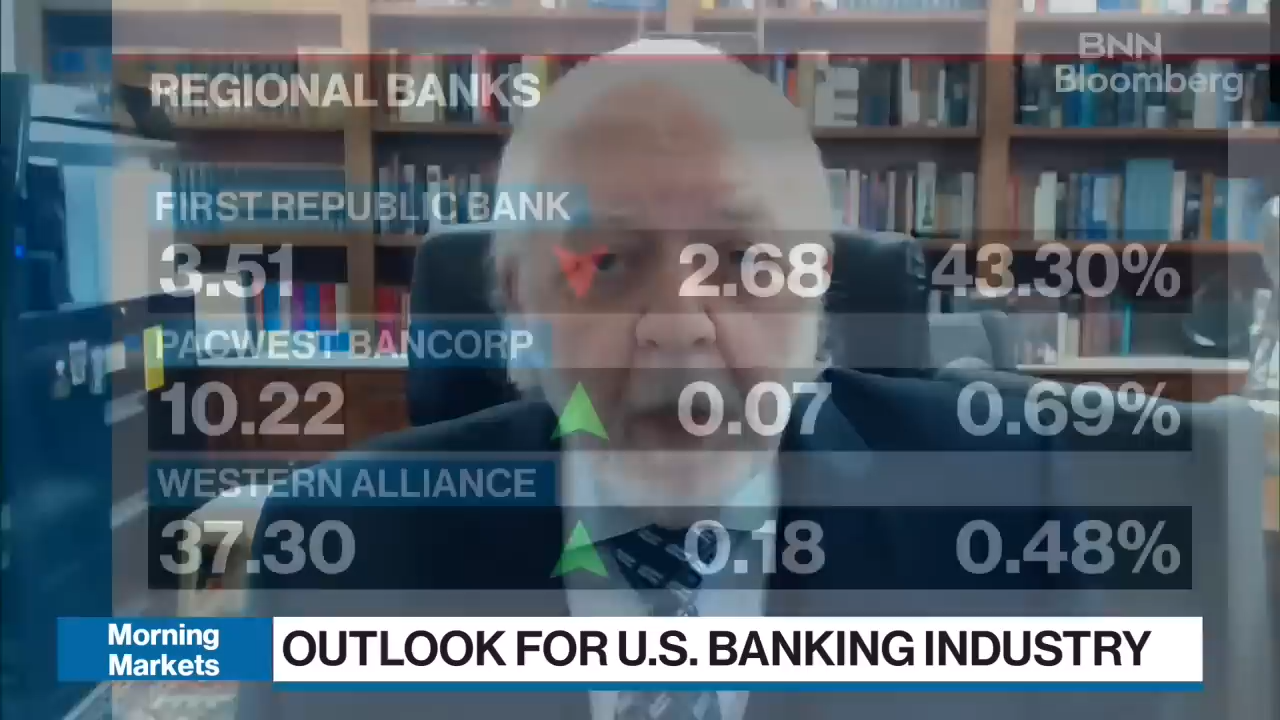 BNN
Bloomberg
REGIONAL BANKS
FIRST REPUBLIC BANK
3.51 2.68 43.30%
PACWEST BANCORP
10.22 0.07 0.69%
WESTERN ALLIANCE
37.30 0.18 0.48%
Morning
Markets
OUTLOOK FOR U.S. BANKING INDUSTRY